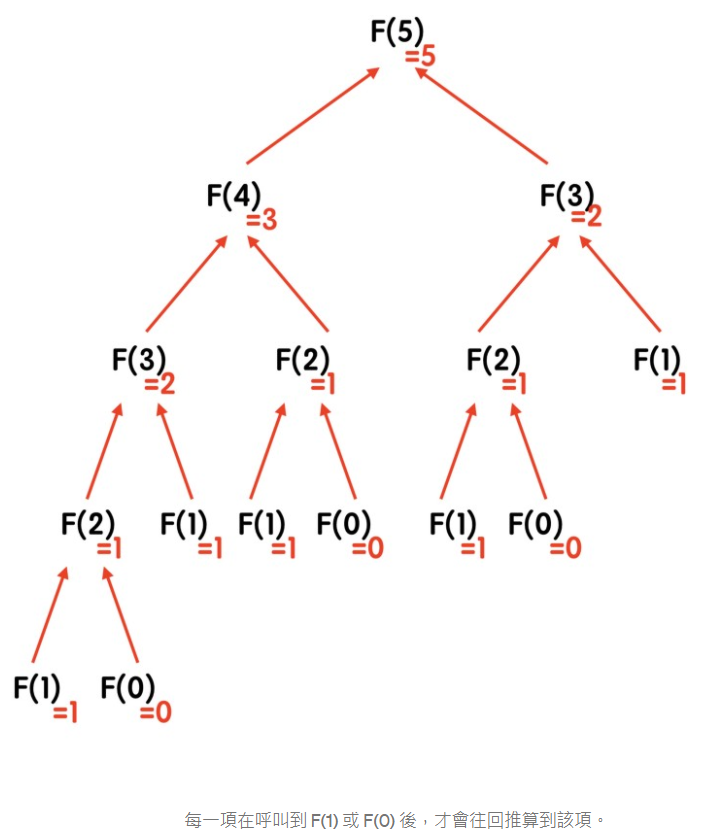 F(5)
=5
F(4)
=3
F(3)
=2
F(3)
=2
F(2)
=1
F(2)
=1
F(1)
=1
F(2)
=1
F(1)
=1
F(1)
=1
F(0)
=0
F(1)
=1
F(0)
=0
F(1)
=1
F(0)
=0
每一項在呼叫到 F(1) 或 F(0) 後，才會往回推算到該項。